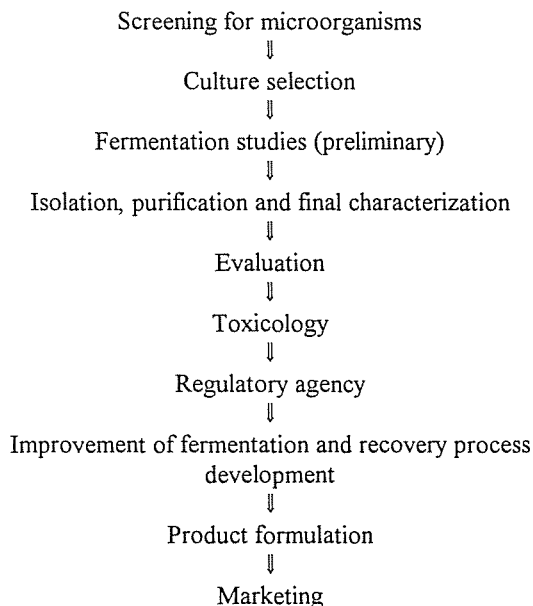 Screening for microorganisms
⇓
Culture selection
⇓
Fermentation studies (preliminary)
⇓
Isolation, purification and final characterization
⇓
Evaluation
⇓
Toxicology
⇓
Regulatory agency
⇓
Improvement of fermentation and recovery process
development
⇓
Product formulation
⇓
Marketing